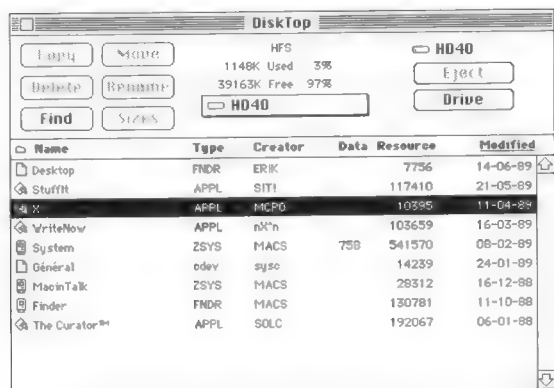 DiskTop
Copy Move HFS HD40
1148K Used 3%
Eject
Delete Rename 39163K Free 97%
HD40 Drive
Find Sizes
Name Type Creator Data Resource Modified
Desktop FNDR ERIK 7756 14-06-89
StuffIt APPL SIT! 117410 21-05-89
X APPL MCPO 10395 11-04-89
WriteNow APPL nX^n 103659 16-03-89
System ZSYS MACS 758 541570 08-02-89
Général cdev sysc 14239 24-01-89
MacinTalk ZSYS MACS 28312 16-12-88
Finder FNDR MACS 130781 11-10-88
The Curator™ APPL SOLC 192067 06-01-88